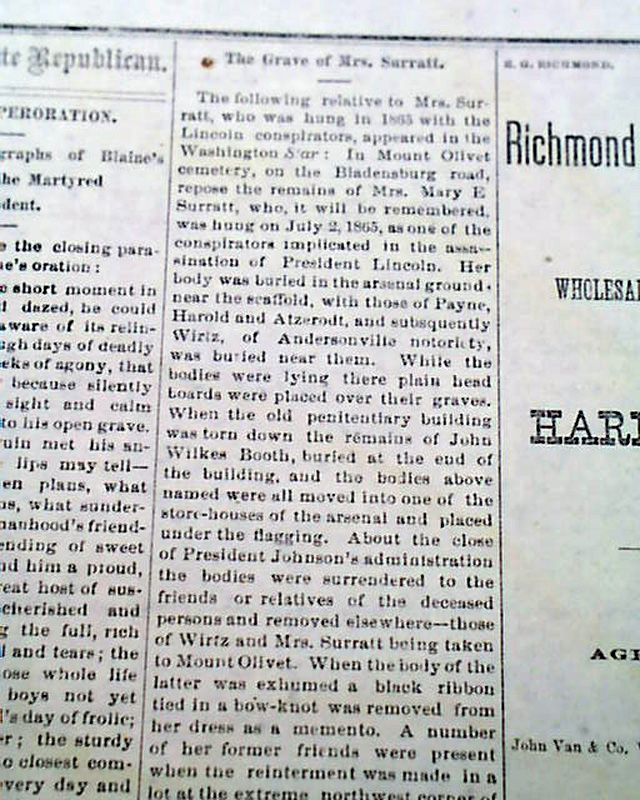 te Republican.
PERORATION.
graphs of Blaine's
the Martyred
dent.
e the closing para-
ne's oration:
e short moment in
d dazed, he could
aware of its relin-
ugh days of deadly
eeks of agony, that
because silently
sight and calm
to his open grave.
ruin met his an-
lips may tell—
en plans, what
ns, what sunder-
manhood's friend-
ending of sweet
nd him a proud,
reat host of sus-
cherished and
g the full, rich
l and tears; the
ose whole life
boys not yet
l's day of frolic;
er; the sturdy
o closest com-
every day and
The Grave of Mrs. Surratt.
The following relative to Mrs. Sur-
ratt, who was hung in 1865 with the
Lincoln conspirators, appeared in the
Washington Star: In Mount Olivet
cemetery, on the Bladensburg road,
repose the remains of Mrs. Mary E
Surratt, who, it will be remembered,
was hung on July 2, 1865, as one of the
conspirators implicated in the assa-
sination of President Lincoln. Her
body was buried in the arsenal grounds
near the scaffold, with those of Payne,
Harold and Atzerodt, and subsquently
Wirtz, of Andersonville notoriety,
was buried near them. While the
bodies were lying there plain head
boards were placed over their graves.
When the old penitentiary building
was torn down the remains of John
Wilkes Booth, buried at the end of
the building, and the bodies above
named were all moved into one of the
store-houses of the arsenal and placed
under the flagging. About the close
of President Johnson's administration
the bodies were surrendered to the
friends or relatives of the deceased
persons and removed elsewhere—those
of Wirtz and Mrs. Surratt being taken
to Mount Olivet. When the body of the
latter was exhumed a black ribbon
tied in a bow-knot was removed from
her dress as a memento. A number
of her former friends were present
when the reinterment was made in a
lot at the extreme northwest corner of
E. G. RICHMOND.
Richmond
WHOLESAL
HARD
AGI
John Van & Co.